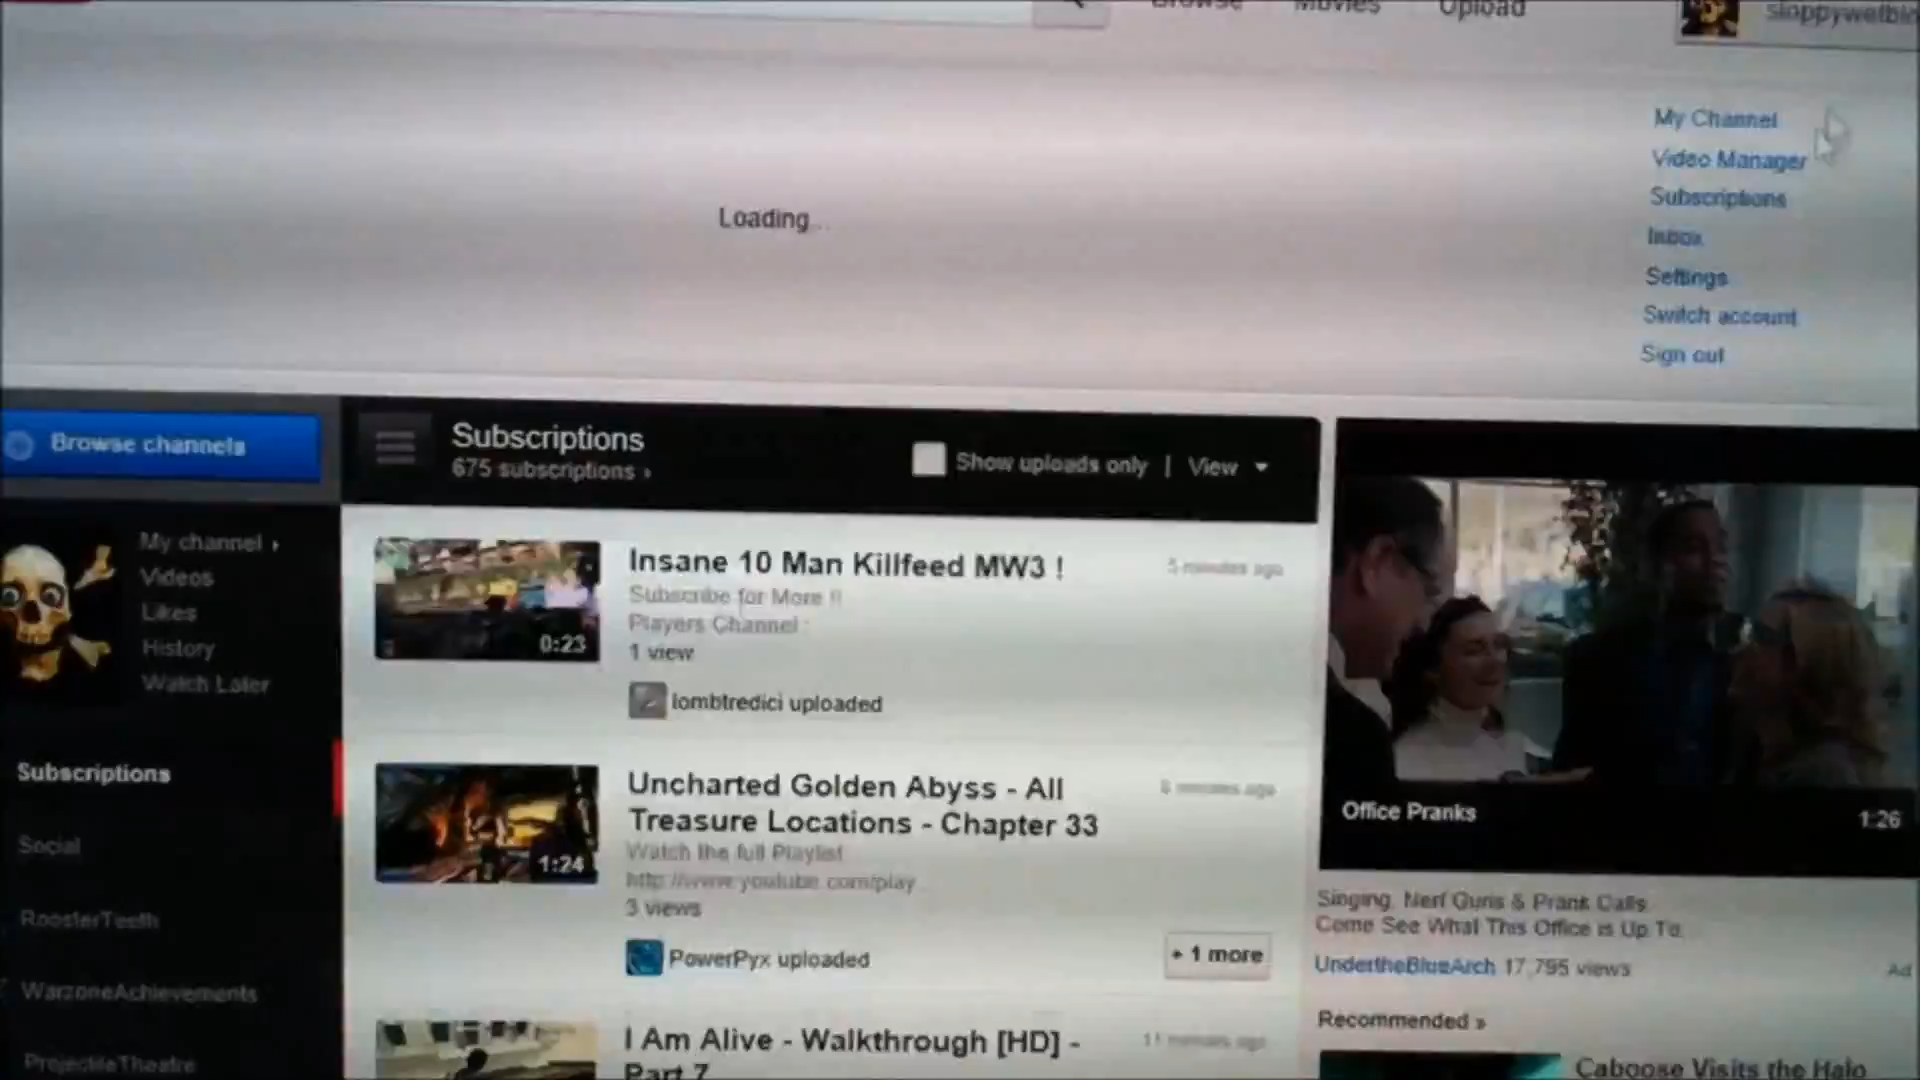 Browse Movies Upload
My Channel
Video Manager
Subscriptions
Inbox
Settings
Switch account
Sign out
Loading...
Browse channels
My channel ›
Videos
Likes
History
Watch Later
Subscriptions
Social
RoosterTeeth
WarzoneAchievements
ProjectileTheatre
Subscriptions
675 subscriptions ›
Show uploads only | View
Insane 10 Man Killfeed MW3 !
5 minutes ago
Subscribe for More !!
Players Channel :
1 view
0:23
lombtredici uploaded
Uncharted Golden Abyss - All
Treasure Locations - Chapter 33
minutes ago
Watch the full Playlist
http://www.youtube.com/play
3 views
1:24
PowerPyx uploaded
+ 1 more
I Am Alive - Walkthrough [HD] -
Part 7
11 minutes ago
Office Pranks
1:26
Singing, Nerf Guns & Prank Calls
Come See What This Office is Up To.
UndertheBlueArch 17,795 views
Ad
Recommended »
Caboose Visits the Halo